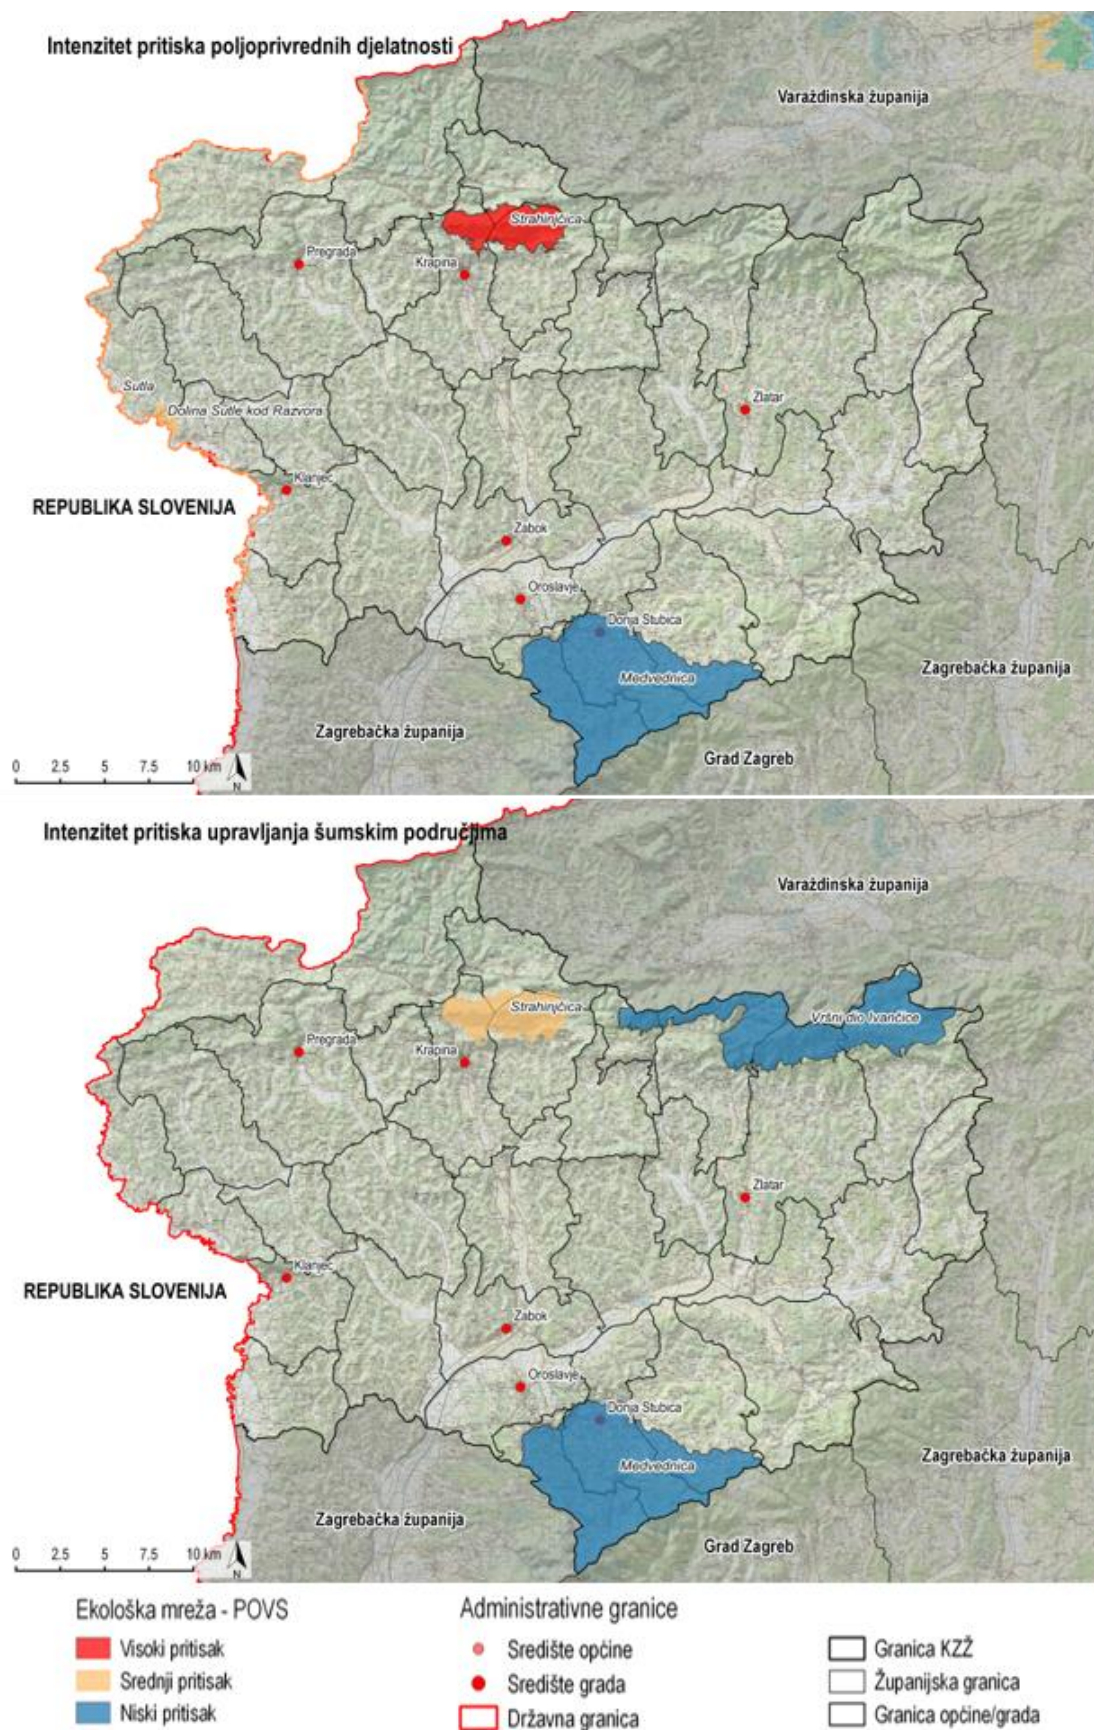 Intenzitet pritiska poljoprivrednih djelatnosti
Varaždinska županija
Strahinjčica
Pregrada
Krapina
Sutla
Dolina Sutle kod Razvora
Zlatar
Klanjec
REPUBLIKA SLOVENIJA
Zabok
Oroslavje
Donja Stubica
Medvednica
Zagrebačka županija
Zagrebačka županija
Grad Zagreb
0 2.5 5 7.5 10 km
N
Intenzitet pritiska upravljanja šumskim područjima
Varaždinska županija
Strahinjčica
Vršni dio Ivančice
Pregrada
Krapina
Zlatar
Klanjec
REPUBLIKA SLOVENIJA
Zabok
Oroslavje
Donja Stubica
Medvednica
Zagrebačka županija
Zagrebačka županija
Grad Zagreb
0 2.5 5 7.5 10 km
N
Ekološka mreža - POVS
Visoki pritisak
Srednji pritisak
Niski pritisak
Administrativne granice
Središte općine
Središte grada
Državna granica
Granica KZŽ
Županijska granica
Granica općine/grada